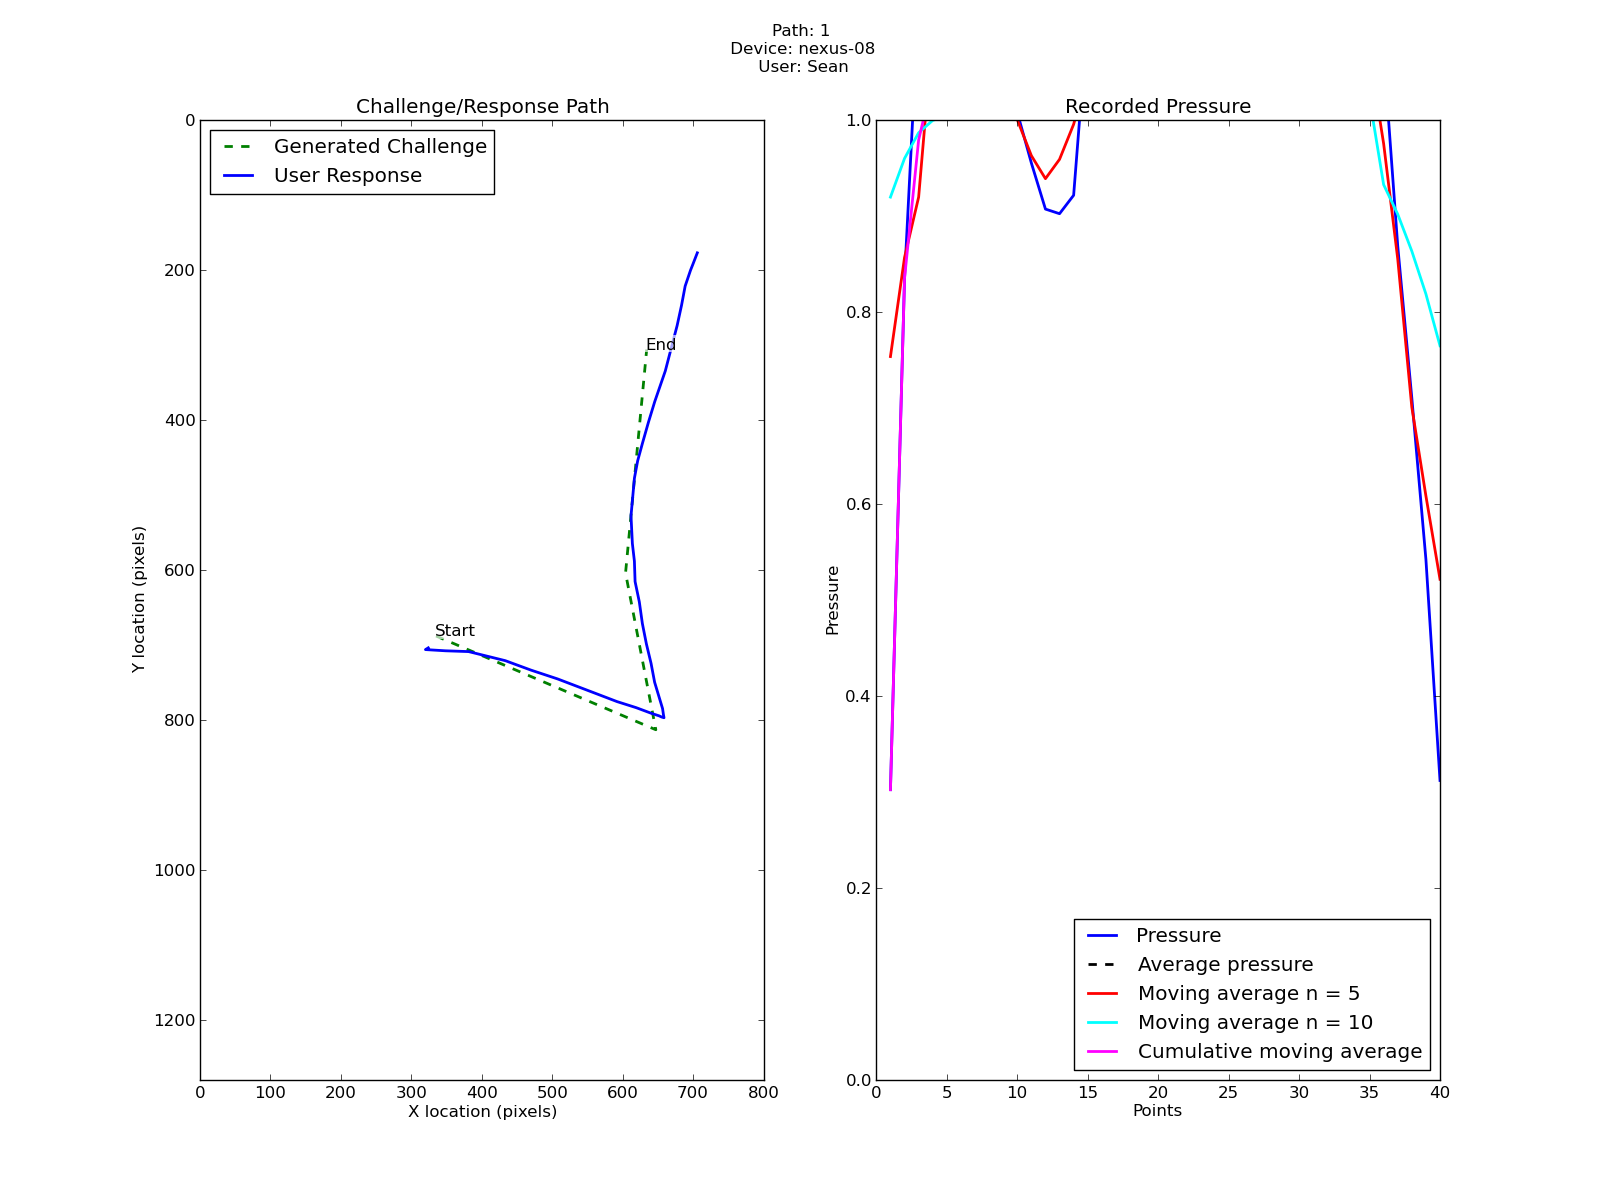 Path: 1
Device: nexus-08
User: Sean
Challenge/Response Path
Generated Challenge
User Response
0
200
400
600
800
1000
1200
Y location (pixels)
Start
End
0 100 200 300 400 500 600 700 800
X location (pixels)
Recorded Pressure
1.0
0.8
0.6
0.4
0.2
0.0
Pressure
Pressure
Average pressure
Moving average n = 5
Moving average n = 10
Cumulative moving average
0 5 10 15 20 25 30 35 40
Points